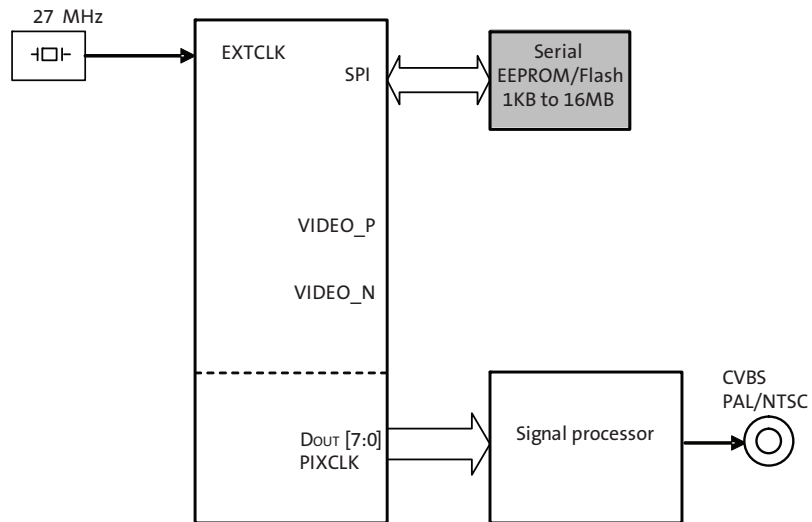 27 MHz
EXTCLK
SPI
Serial
EEPROM/Flash
1KB to 16MB
VIDEO_P
VIDEO_N
DOUT [7:0]
PIXCLK
Signal processor
CVBS
PAL/NTSC